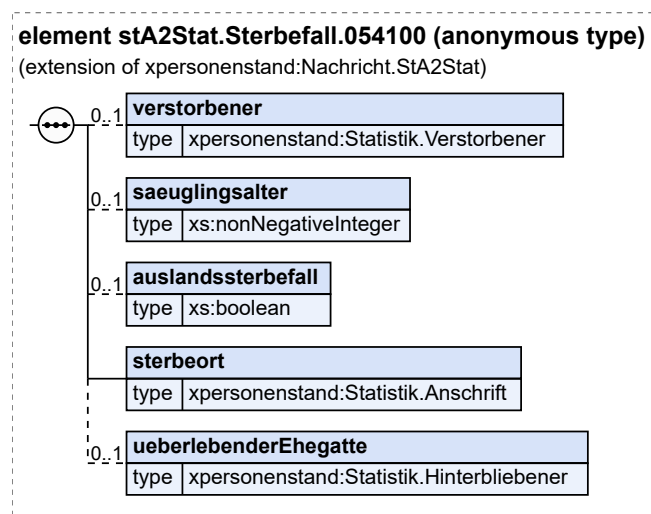 element stA2Stat.Sterbefall.054100 (anonymous type)
(extension of xpersonenstand:Nachricht.StA2Stat)
0..1 verstorbener
type xpersonenstand:Statistik.Verstorbener
0..1 saeuglingsalter
type xs:nonNegativeInteger
0..1 auslandssterbefall
type xs:boolean
sterbeort
type xpersonenstand:Statistik.Anschrift
0..1 ueberlebenderEhegatte
type xpersonenstand:Statistik.Hinterbliebener